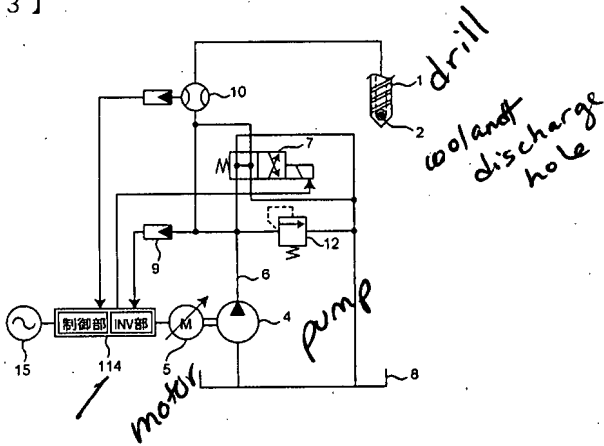 3 】
10
1
drill
2
coolant
discharge
hole
7
9
12
6
pump
制御部
INV部
M
4
15
114
5
motor
8